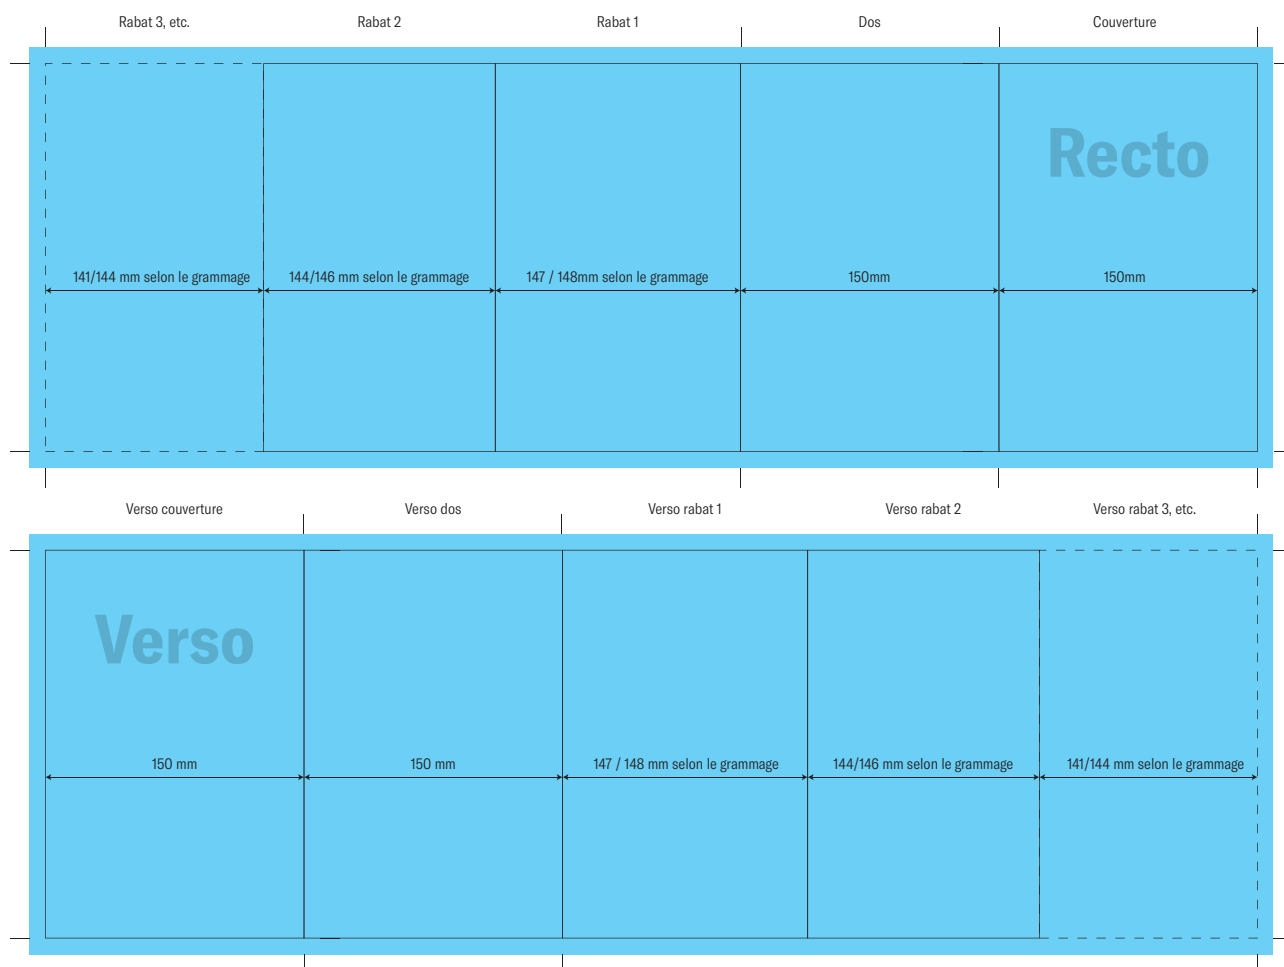 Rabat 3, etc.
Rabat 2
Rabat 1
Dos
Couverture
Recto
141/144 mm selon le grammage
144/146 mm selon le grammage
147 / 148mm selon le grammage
150mm
150mm
Verso couverture
Verso dos
Verso rabat 1
Verso rabat 2
Verso rabat 3, etc.
Verso
150 mm
150 mm
147 / 148 mm selon le grammage
144/146 mm selon le grammage
141/144 mm selon le grammage